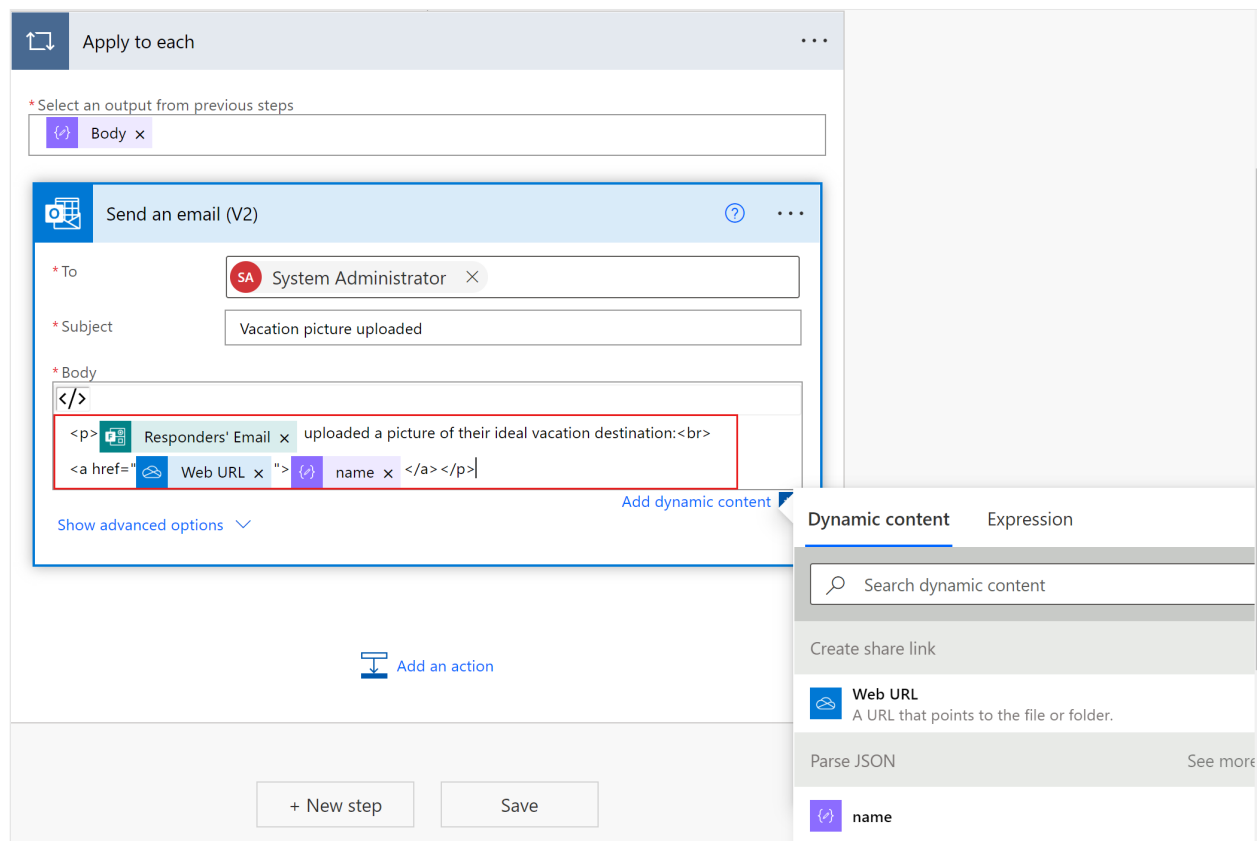 Apply to each
* Select an output from previous steps
Body ×
Send an email (V2)
?
* To
SA System Administrator ×
* Subject
Vacation picture uploaded
* Body
</>
<p> Responders' Email × uploaded a picture of their ideal vacation destination:<br>
<a href=" Web URL × "> name × </a></p>
Add dynamic content
Show advanced options
Dynamic content Expression
Search dynamic content
Create share link
Web URL
A URL that points to the file or folder.
Parse JSON See more
name
Add an action
+ New step Save